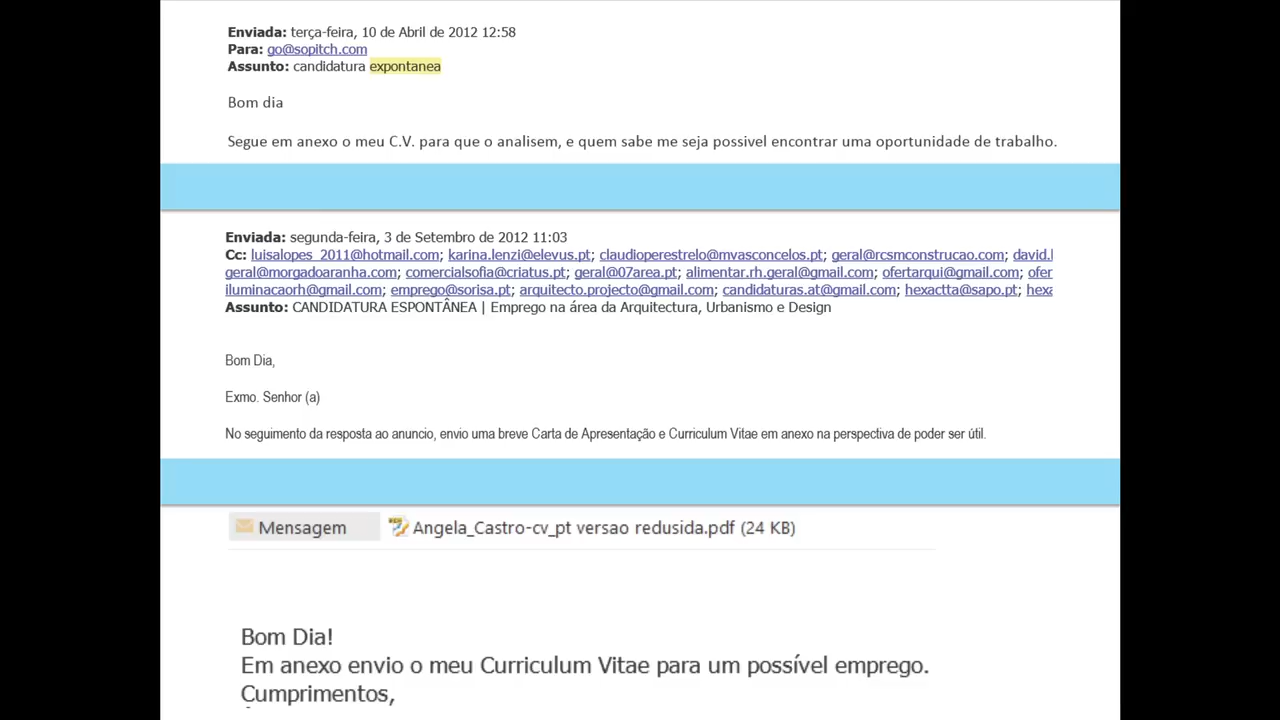 Enviada: terça-feira, 10 de Abril de 2012 12:58
Para: go@sopitch.com
Assunto: candidatura expontanea
Bom dia
Segue em anexo o meu C.V. para que o analisem, e quem sabe me seja possivel encontrar uma oportunidade de trabalho.
Enviada: segunda-feira, 3 de Setembro de 2012 11:03
Cc: luisalopes_2011@hotmail.com; karina.lenzi@elevus.pt; claudioperestrelo@mvasconcelos.pt; geral@rcsmconstrucao.com;
geral@morgadoaranha.com; comercialsofia@criatus.pt; geral@07area.pt; alimentar.rh.geral@gmail.com; ofertarqui@gmail.com; ofer
iluminacaorh@gmail.com; emprego@sorisa.pt; arquitecto.projecto@gmail.com; candidaturas.at@gmail.com; hexactta@sapo.pt; hexa
Assunto: CANDIDATURA ESPONTÂNEA | Emprego na área da Arquitectura, Urbanismo e Design
Bom Dia,
Exmo. Senhor (a)
No seguimento da resposta ao anuncio, envio uma breve Carta de Apresentação e Curriculum Vitae em anexo na perspectiva de poder ser útil.
Mensagem Angela_Castro-cv_pt versao redusida.pdf (24 KB)
Bom Dia!
Em anexo envio o meu Curriculum Vitae para um possível emprego.
Cumprimentos,